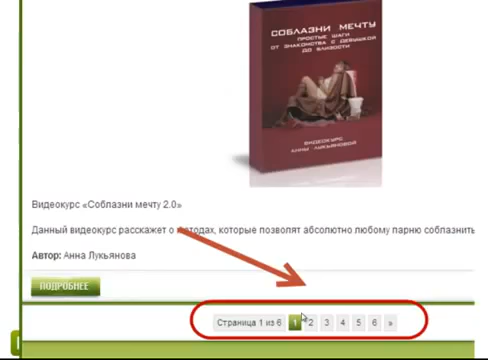 СОБЛАЗНИ МЕЧТУ
ПРОСТЫЕ ШАГИ
ОТ ЗНАКОМСТВА С ДЕВУШКОЙ
ДО БЛИЗОСТИ
ВИДЕОКУРС
АННЫ ЛУКЬЯНОВОЙ
Видеокурс «Соблазни мечту 2.0»
Данный видеокурс расскажет о методах, которые позволят абсолютно любому парню соблазнить
Автор: Анна Лукьянова
ПОДРОБНЕЕ
Страница 1 из 6 1 2 3 4 5 6 »